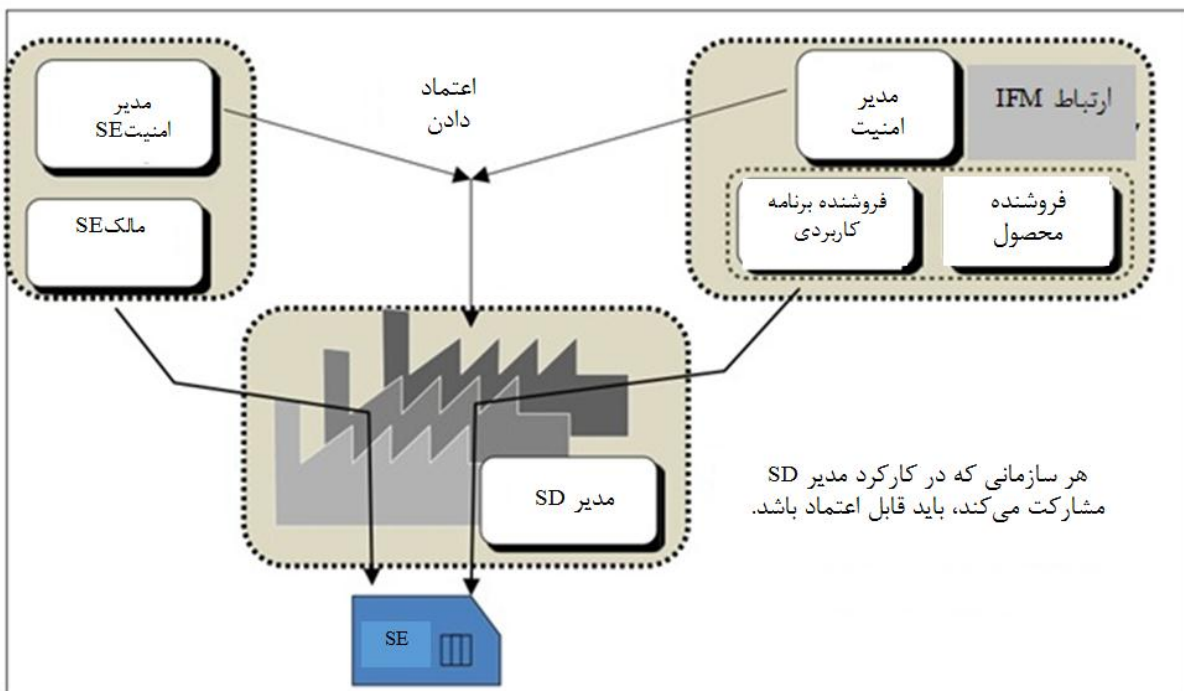 مدیر
امنیتSE
مالکSE
اعتماد
دادن
مدیر
امنیت
ارتباط IFM
فروشنده برنامه
کاربردی
فروشنده
محصول
مدیر SD
هر سازمانی که در کارکرد مدیر SD
مشارکت می‌کند، باید قابل اعتماد باشد.
SE